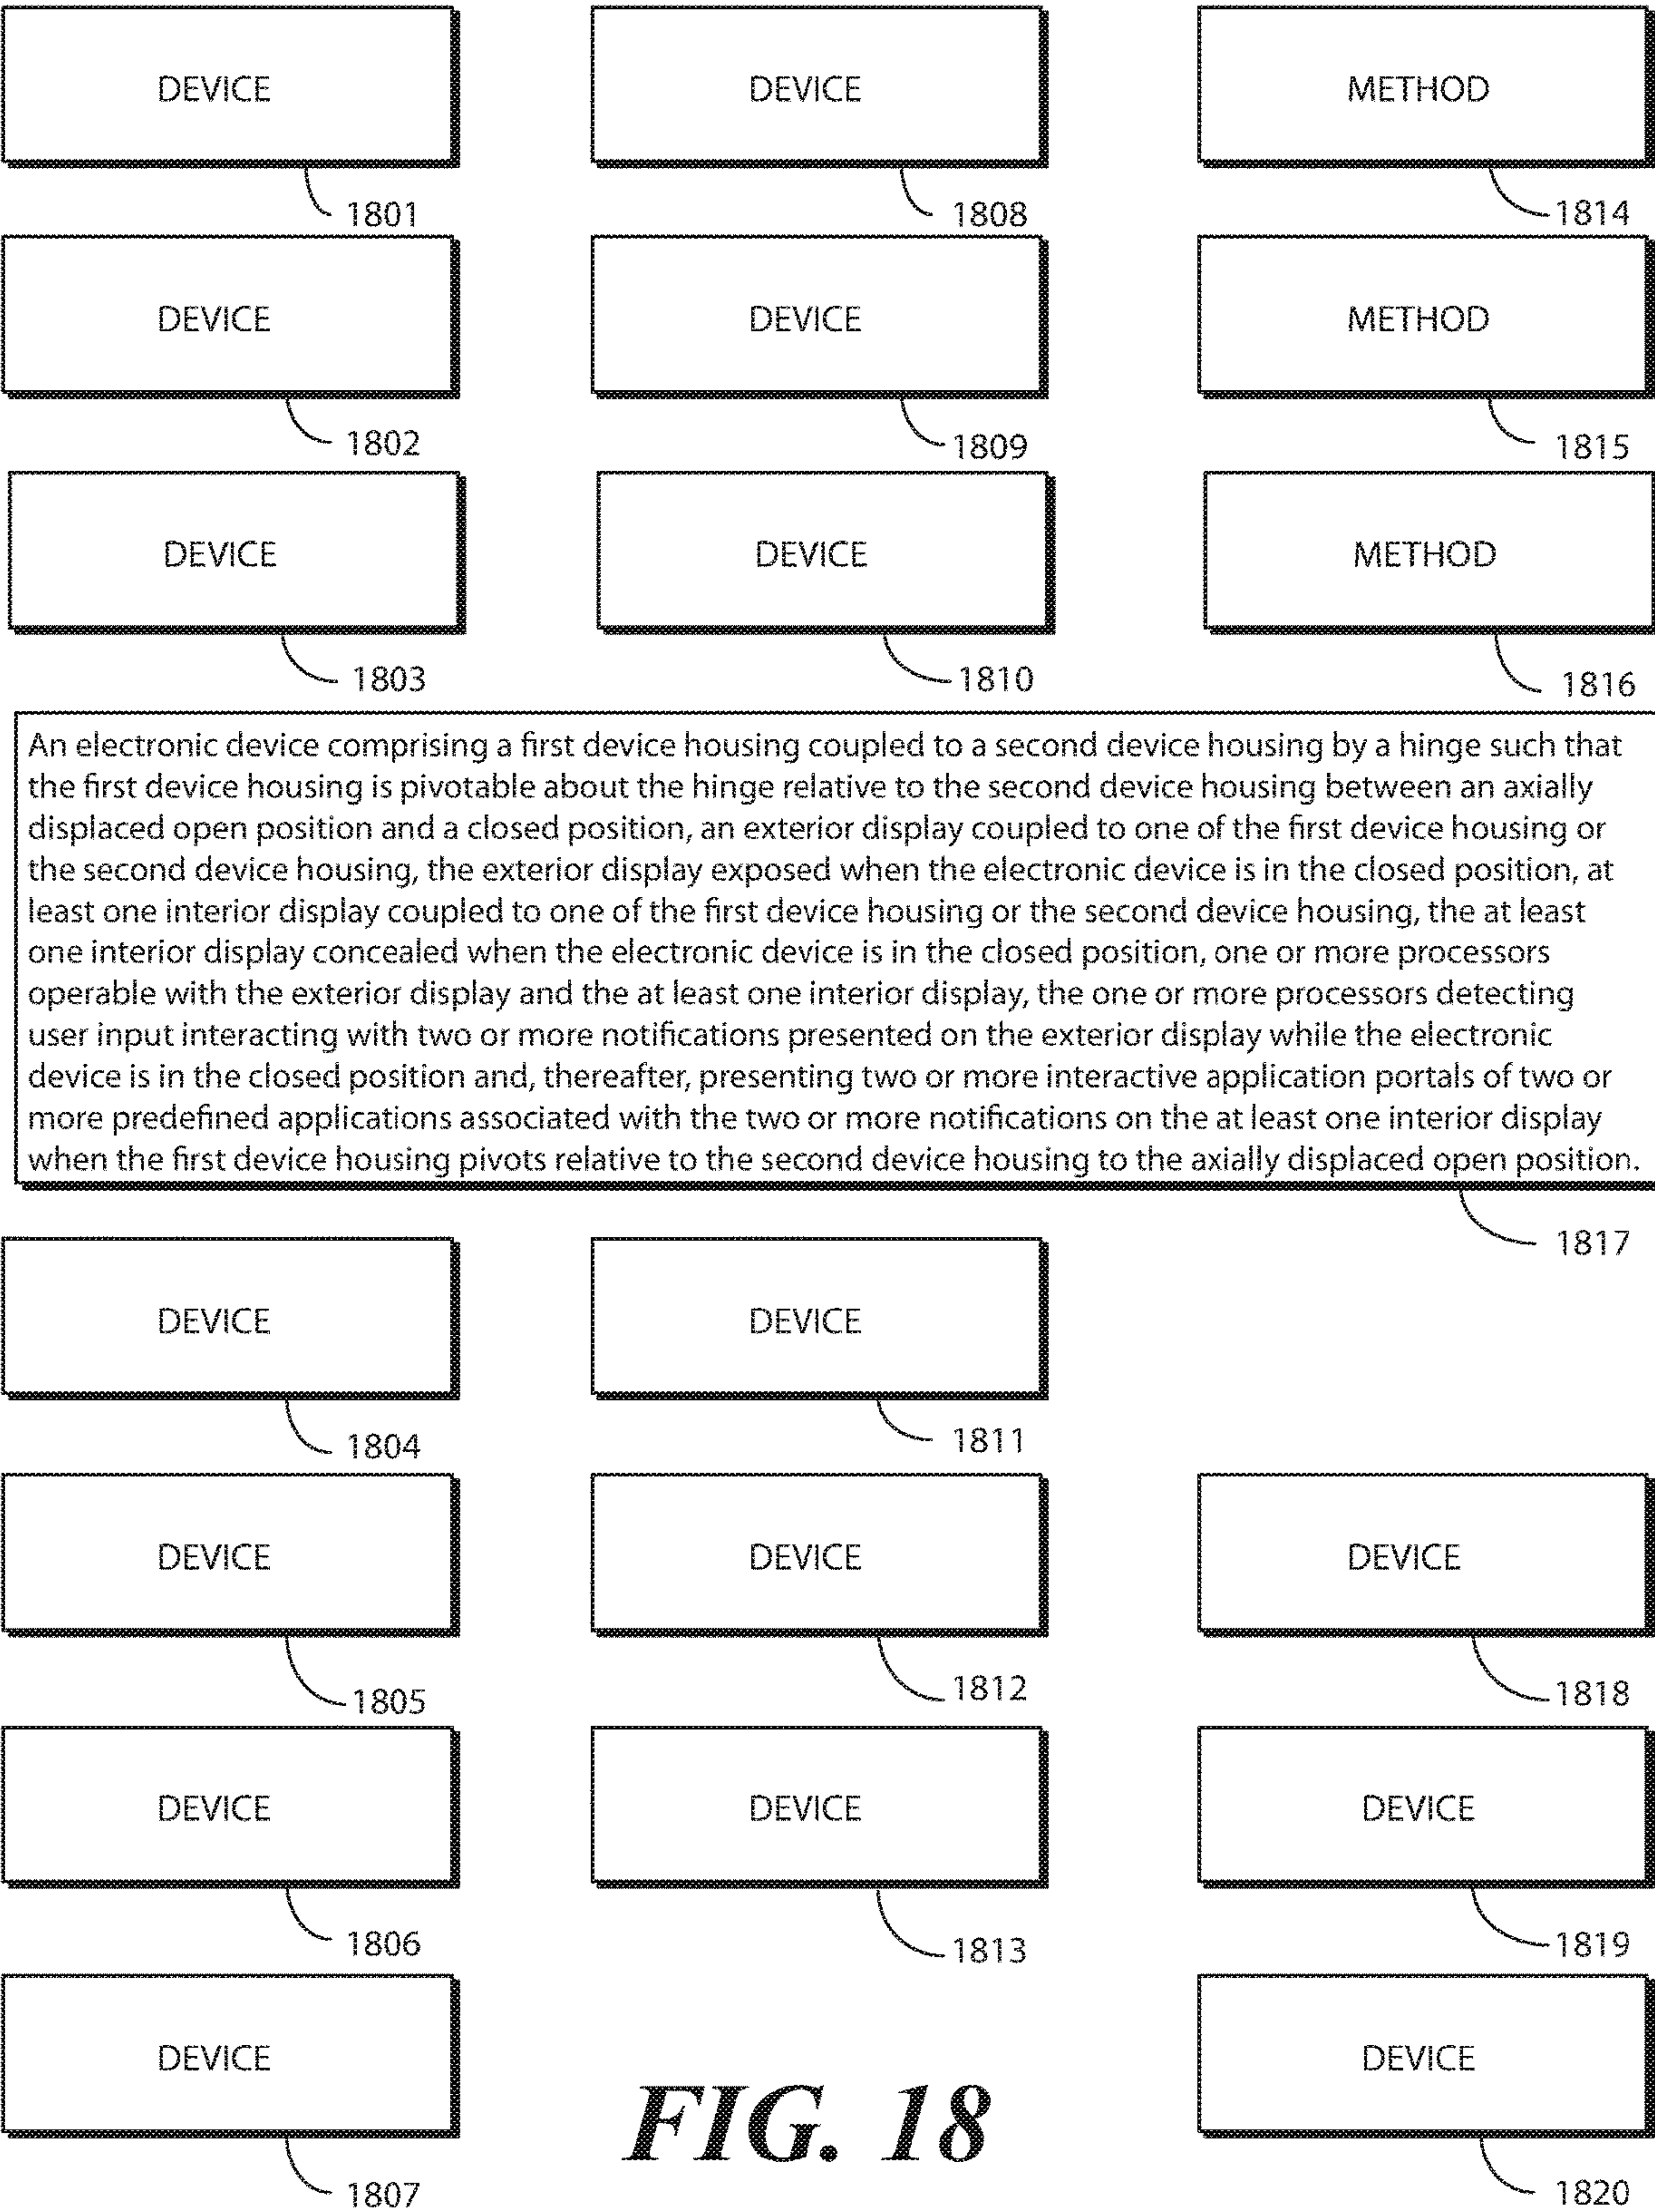 DEVICE DEVICE METHOD
1801 1808 1814
DEVICE DEVICE METHOD
1802 1809 1815
DEVICE DEVICE METHOD
1803 1810 1816
An electronic device comprising a first device housing coupled to a second device housing by a hinge such that
the first device housing is pivotable about the hinge relative to the second device housing between an axially
displaced open position and a closed position, an exterior display coupled to one of the first device housing or
the second device housing, the exterior display exposed when the electronic device is in the closed position, at
least one interior display coupled to one of the first device housing or the second device housing, the at least
one interior display concealed when the electronic device is in the closed position, one or more processors
operable with the exterior display and the at least one interior display, the one or more processors detecting
user input interacting with two or more notifications presented on the exterior display while the electronic
device is in the closed position and, thereafter, presenting two or more interactive application portals of two or
more predefined applications associated with the two or more notifications on the at least one interior display
when the first device housing pivots relative to the second device housing to the axially displaced open position.
1817
DEVICE DEVICE
1804 1811
DEVICE DEVICE DEVICE
1805 1812 1818
DEVICE DEVICE DEVICE
1806 1813 1819
DEVICE DEVICE
FIG. 18
1807 1820